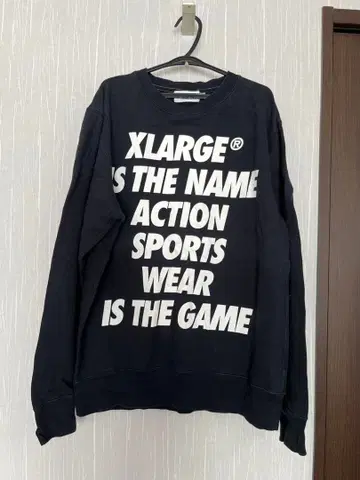 XLARGE®
IS THE NAME
ACTION
SPORTS
WEAR
IS THE GAME